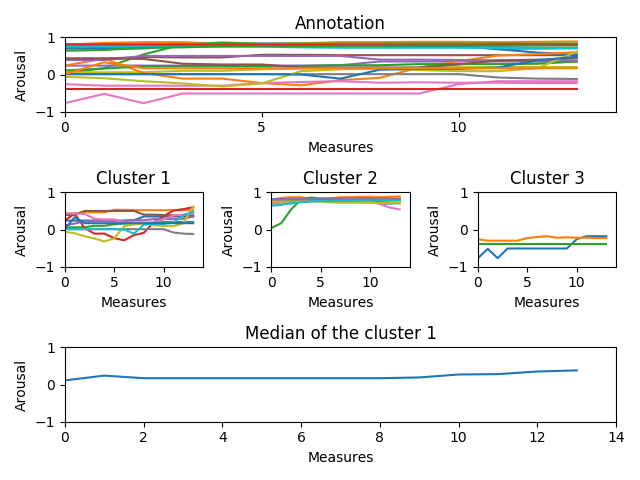 Annotation
1
0
−1
Arousal
0 5 10
Measures
Cluster 1 Cluster 2 Cluster 3
1 1 1
0 0 0
−1 −1 −1
Arousal Arousal Arousal
0 5 10 0 5 10 0 5 10
Measures Measures Measures
Median of the cluster 1
1
0
−1
Arousal
0 2 4 6 8 10 12 14
Measures